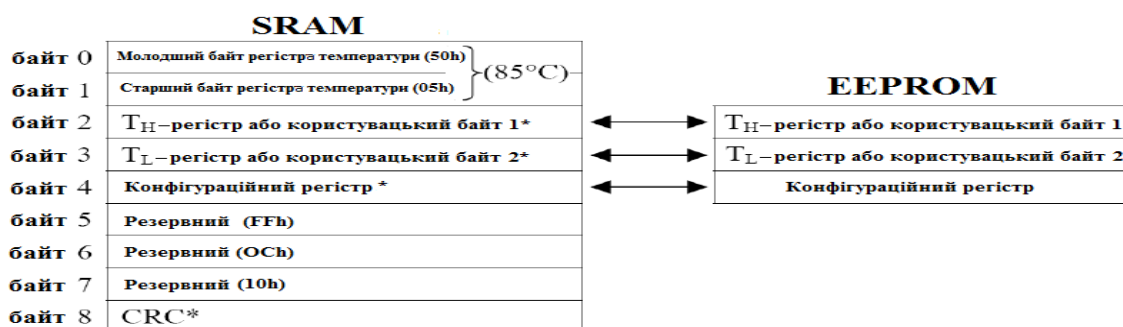 SRAM
байт 0 Молодший байт регістра температури (50h)
(85°C)
байт 1 Старший байт регістра температури (05h)
EEPROM
байт 2 TH–регістр або користувацький байт 1* TH–регістр або користувацький байт 1
байт 3 TL–регістр або користувацький байт 2* TL–регістр або користувацький байт 2
байт 4 Конфігураційний регістр * Конфігураційний регістр
байт 5 Резервний (FFh)
байт 6 Резервний (OCh)
байт 7 Резервний (10h)
байт 8 CRC*